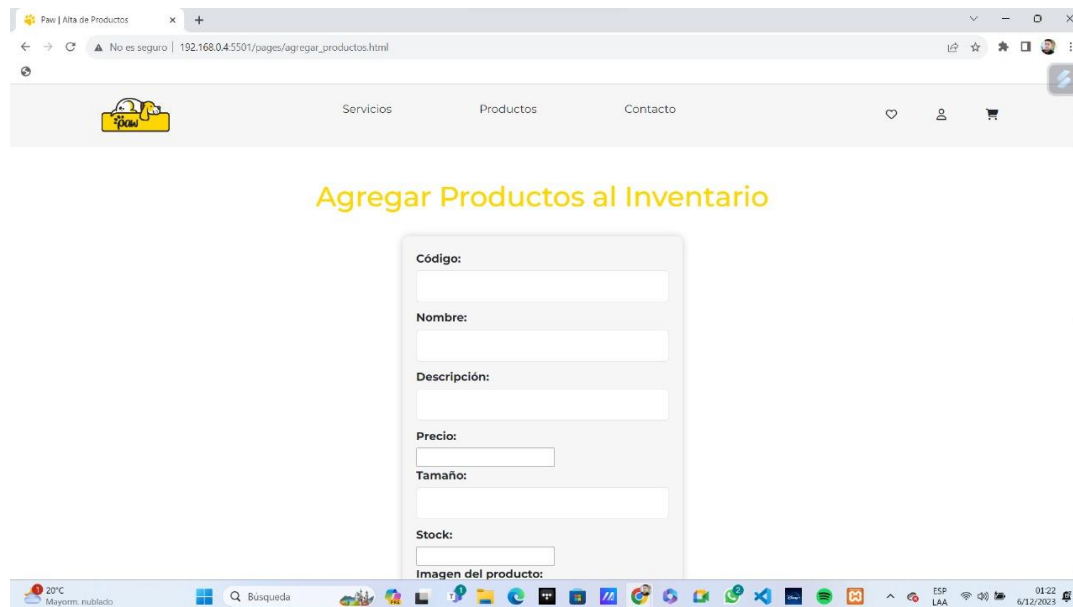 Paw | Alta de Productos
No es seguro | 192.168.0.4:5501/pages/agregar_productos.html
paw
Servicios Productos Contacto
Agregar Productos al Inventario
Código:
Nombre:
Descripción:
Precio:
Tamaño:
Stock:
Imagen del producto:
1 20°C
Mayorm. nublado
Búsqueda
ESP
LAA
01:22
6/12/2023